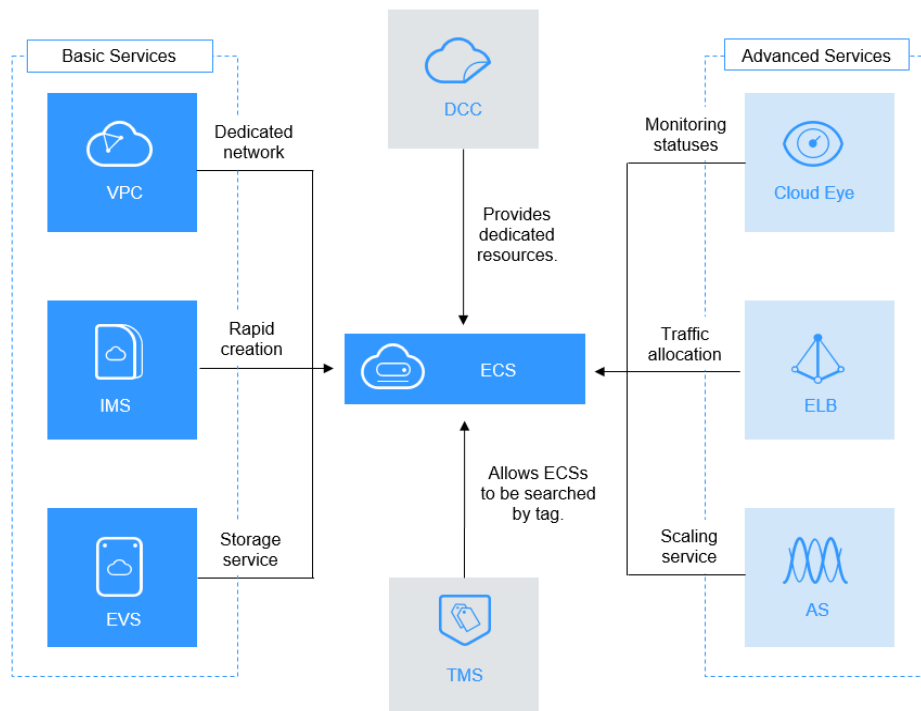 Basic Services
VPC
Dedicated
network
IMS
Rapid
creation
EVS
Storage
service
DCC
Provides
dedicated
resources.
ECS
Allows ECSs
to be searched
by tag.
TMS
Advanced Services
Monitoring
statuses
Cloud Eye
Traffic
allocation
ELB
Scaling
service
AS